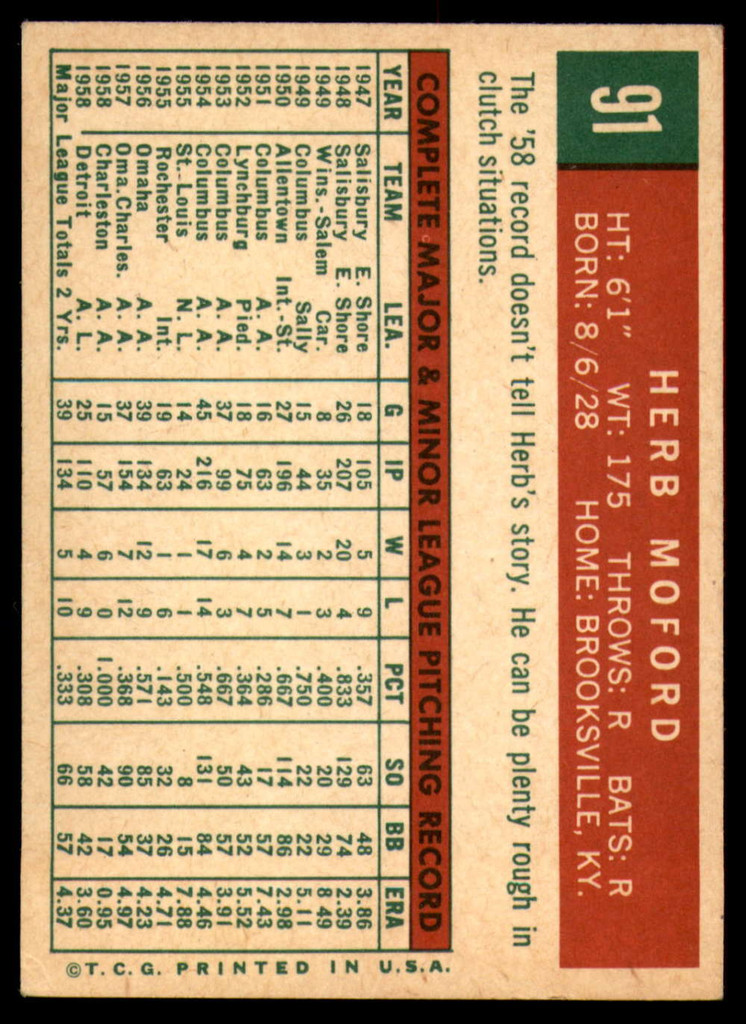 91
HERB MOFORD
HT: 6'1" WT: 175 THROWS: R BATS: R
BORN: 8/6/28 HOME: BROOKSVILLE, KY.
The '58 record doesn't tell Herb's story. He can be plenty rough in
clutch situations.
COMPLETE MAJOR & MINOR LEAGUE PITCHING RECORD
YEAR TEAM LEA. G IP W L PCT SO BB ERA
1947 Salisbury E. Shore 18 105 5 9 .357 63 48 3.86
1948 Salisbury E. Shore 26 207 20 4 .833 129 74 2.39
1949 Wins.-Salem Car. 8 35 2 3 .400 20 29 8.49
1949 Columbus Sally 15 44 3 1 .750 22 22 5.11
1950 Allentown Int.-St. 27 196 14 7 .667 114 86 2.98
1951 Columbus A. A. 16 63 2 5 .286 17 57 7.43
1952 Lynchburg Pied. 18 75 4 7 .364 43 52 5.52
1953 Columbus A. A. 37 99 6 3 .667 50 57 3.91
1954 Columbus A. A. 45 216 17 14 .548 131 84 4.46
1955 St. Louis N. L. 14 24 1 1 .500 8 15 7.88
1955 Rochester Int. 19 63 1 6 .143 32 26 4.71
1956 Omaha A. A. 39 134 12 9 .571 85 37 4.23
1957 Oma.Charles. A. A. 37 154 7 12 .368 90 54 4.97
1958 Charleston A. A. 15 57 6 0 1.000 42 17 0.95
1958 Detroit A. L. 25 110 4 9 .308 58 42 3.60
Major League Totals 2 Yrs. 39 134 5 10 .333 66 57 4.37
©T.C.G. PRINTED IN U.S.A.